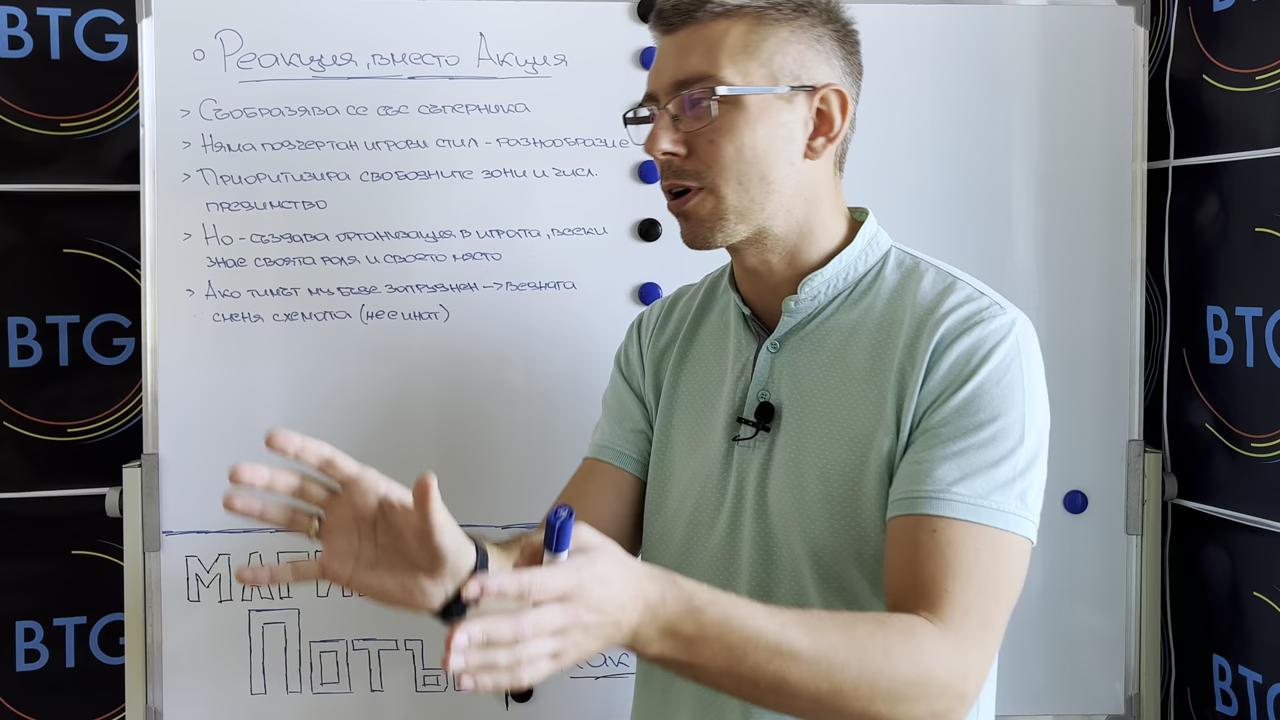 BTG
Реакция, вместо Акция
> Съобразява се със съперника
> Няма подчертан игрови стил - разнообразие
> Приоритизира свободните зони и числ.
превъзходство
> Но - създава организация в играта, всеки
знае своята роля и своето място
> Ако тимът му бъде затруднен -> веднага
сменя схемата (не е инат)
BTG
BTG
BTG
BTG
BTG